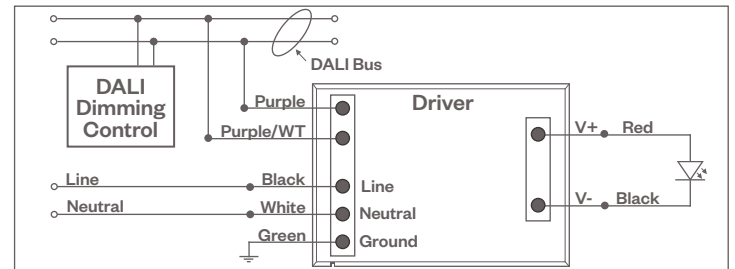 DALI Bus
DALI
Dimming
Control
Purple
Driver
Purple/WT
V+ Red
Line Black Line
V- Black
Neutral White Neutral
Green Ground